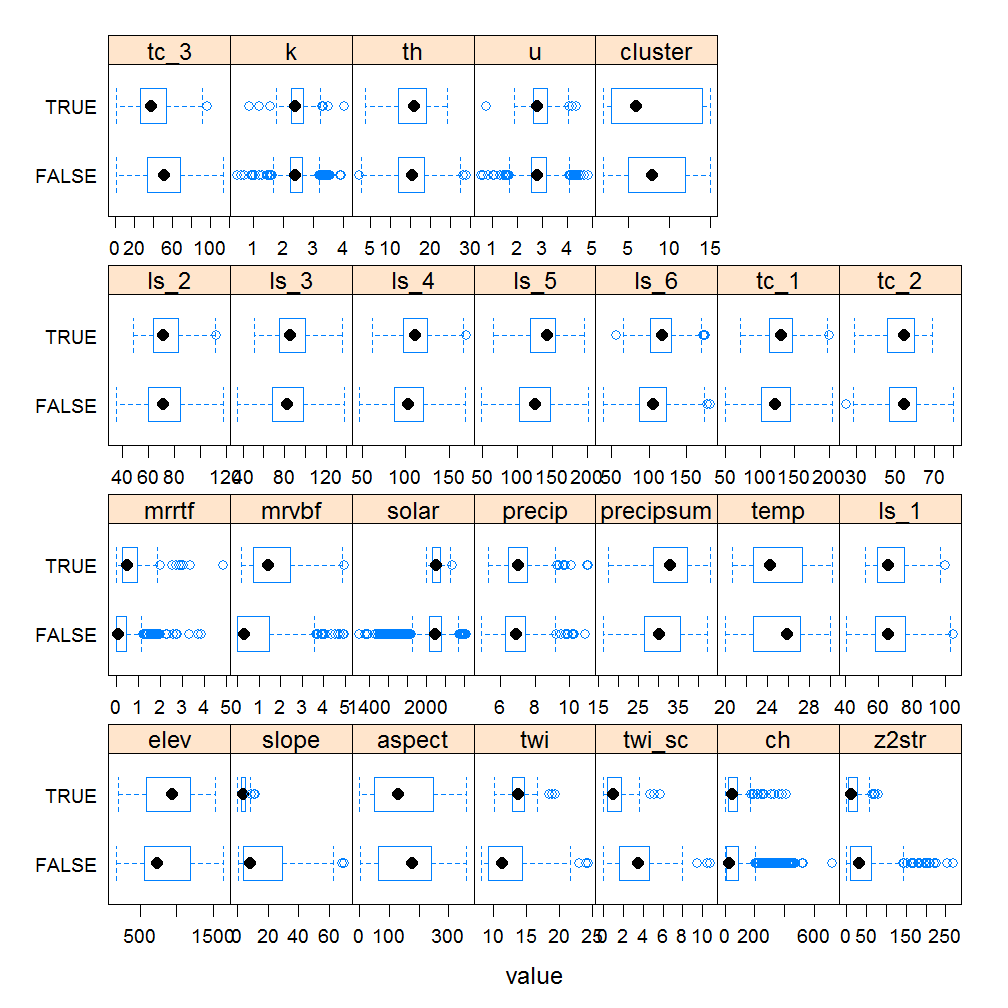 tc_3 k th u cluster
TRUE
FALSE
0 20 60 100 1 2 3 4 5 15 20 30 1 2 3 4 5 5 10 15
ls_2 ls_3 ls_4 ls_5 ls_6 tc_1 tc_2
TRUE
FALSE
40 60 80 120 40 80 120 50 100 150 50 100 150 200 50 100 150 50 100 150 200 30 50 70
mrrtf mrvbf solar precip precipsum temp ls_1
TRUE
FALSE
0 1 2 3 4 5 0 1 2 3 4 5 1400 2000 6 8 10 15 25 35 20 24 28 40 60 80 100
elev slope aspect twi twi_sc ch z2str
TRUE
FALSE
500 1500 0 20 40 60 0 100 300 10 15 20 25 0 2 4 6 8 10 0 200 600 0 50 150 250
value